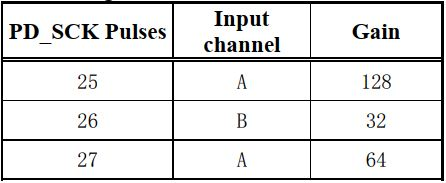 PD_SCK Pulses Input channel Gain
25 A 128
26 B 32
27 A 64